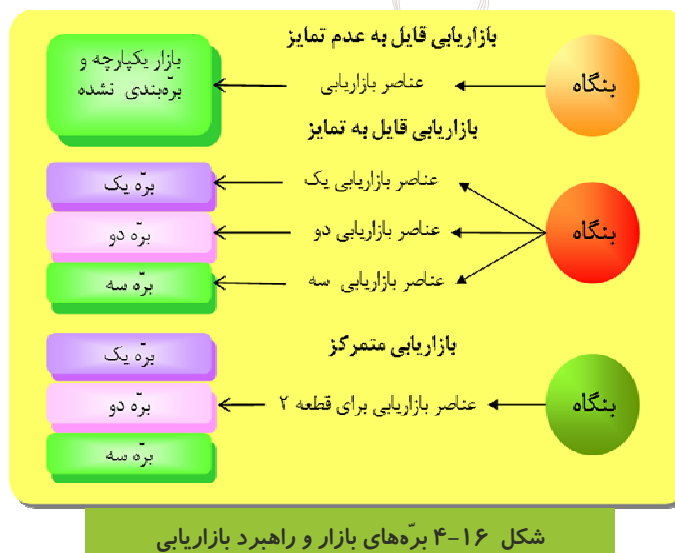 بازاریابی قایل به عدم تمایز
بنگاه
عناصر بازاریابی
بازار یکپارچه و
برّه‌بندی نشده
بازاریابی قایل به تمایز
بنگاه
عناصر بازاریابی یک
برّه یک
عناصر بازاریابی دو
برّه دو
عناصر بازاریابی سه
برّه سه
بازاریابی متمرکز
بنگاه
برّه یک
عناصر بازاریابی برای قطعه ۲
برّه دو
برّه سه
شکل ۱۶-۴ برّه‌های بازار و راهبرد بازاریابی